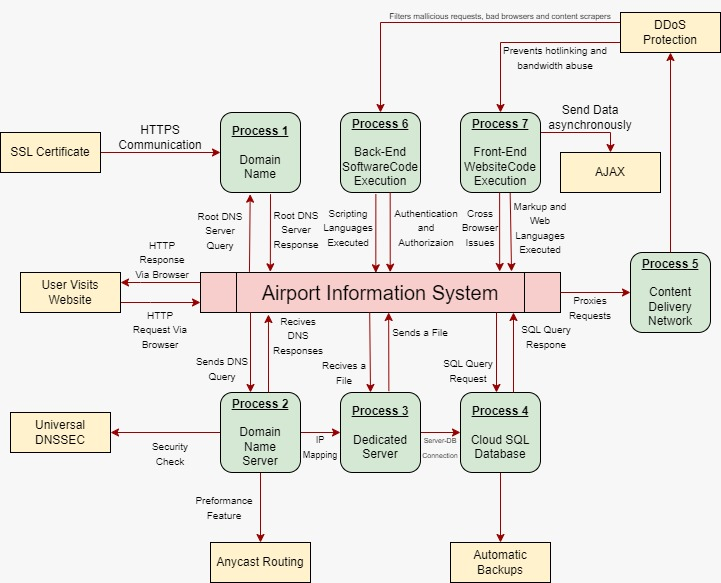 Filters mallicious requests, bad browsers and content scrapers
DDoS
Protection
Prevents hotlinking and
bandwidth abuse
Send Data
asynchronously
HTTPS
Communication
SSL Certificate
Process 1
Domain
Name
Process 6
Back-End
SoftwareCode
Execution
Process 7
Front-End
WebsiteCode
Execution
AJAX
Root DNS
Server
Query
Root DNS
Server
Response
Scripting
Languages
Executed
Authentication
and
Authorizaion
Cross
Browser
Issues
Markup and
Web
Languages
Executed
HTTP
Response
Via Browser
User Visits
Website
HTTP
Request Via
Browser
Airport Information System
Proxies
Requests
Process 5
Content
Delivery
Network
Sends DNS
Query
Recives
DNS
Responses
Recives a
File
Sends a File
SQL Query
Request
SQL Query
Respone
Universal
DNSSEC
Security
Check
Process 2
Domain
Name
Server
IP
Mapping
Process 3
Dedicated
Server
Server-DB
Connection
Process 4
Cloud SQL
Database
Preformance
Feature
Anycast Routing
Automatic
Backups